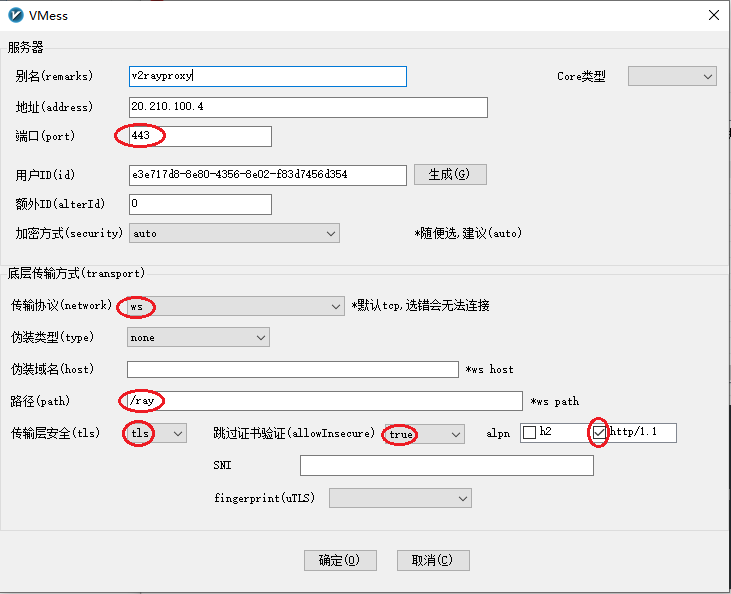 VMess
服务器
别名(remarks) v2rayproxy Core类型
地址(address) 20.210.100.4
端口(port) 443
用户ID(id) e3e717d8-8e80-4356-8e02-f83d7456d354 生成(G)
额外ID(alterId) 0
加密方式(security) auto *随便选,建议(auto)
底层传输方式(transport)
传输协议(network) ws *默认tcp,选错会无法连接
伪装类型(type) none
伪装域名(host) *ws host
路径(path) /ray *ws path
传输层安全(tls) tls 跳过证书验证(allowInsecure) true alpn h2 http/1.1
SNI
fingerprint(uTLS)
确定(O) 取消(C)